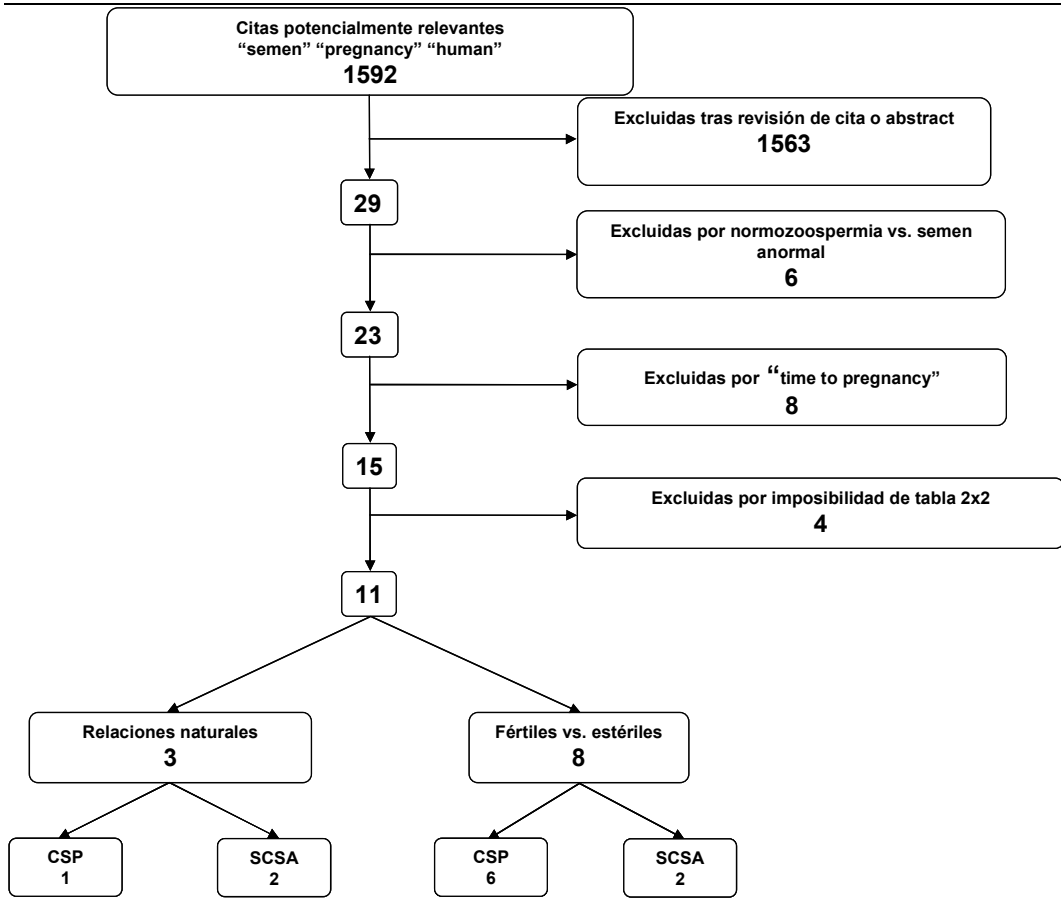 Citas potencialmente relevantes
“semen” “pregnancy” “human”
1592
Excluidas tras revisión de cita o abstract
1563
29
Excluidas por normozoospermia vs. semen
anormal
6
23
Excluidas por “time to pregnancy”
8
15
Excluidas por imposibilidad de tabla 2x2
4
11
Relaciones naturales
3
Fértiles vs. estériles
8
CSP
1
SCSA
2
CSP
6
SCSA
2